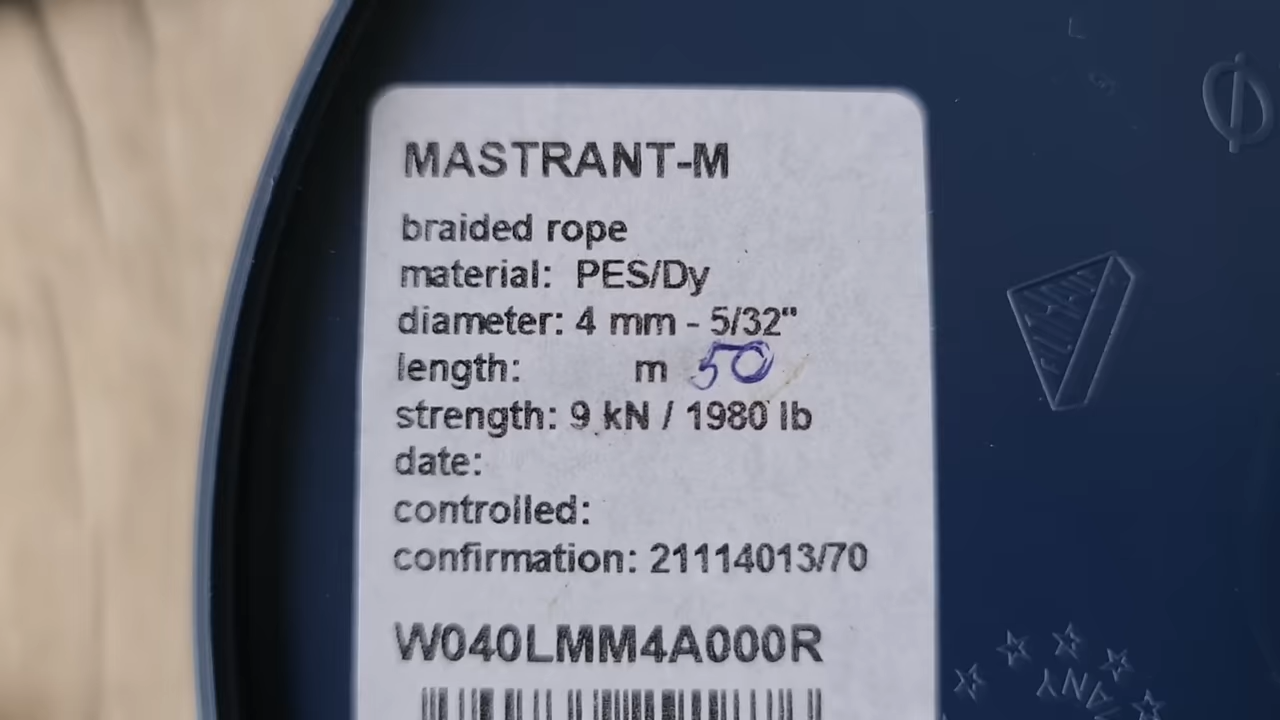 MASTRANT-M
braided rope
material: PES/Dy
diameter: 4 mm - 5/32"
length: m 50
strength: 9 kN / 1980 lb
date:
controlled:
confirmation: 21114013/70
W040LMM4A000R